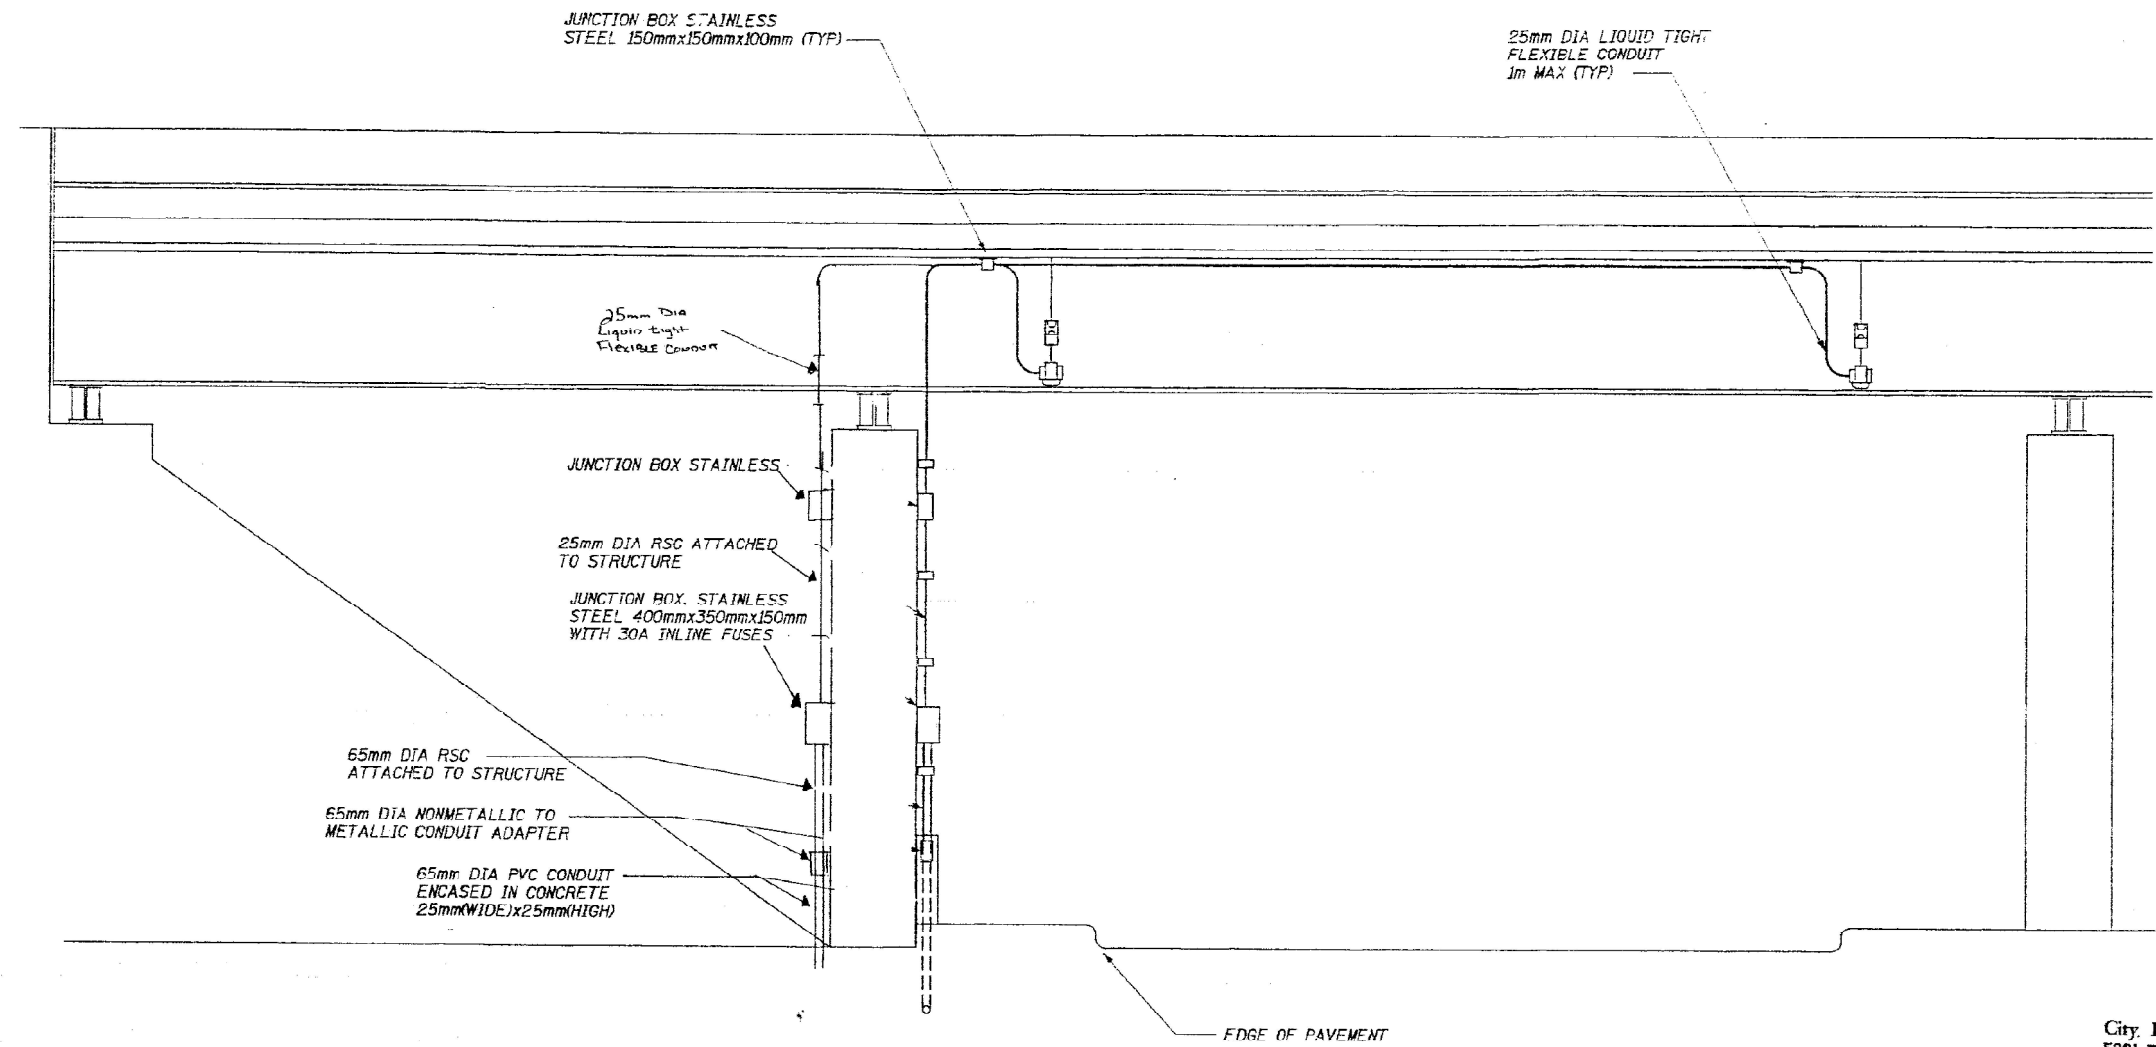 JUNCTION BOX STAINLESS
STEEL 150mmx150mmx100mm (TYP)
25mm DIA LIQUID TIGHT
FLEXIBLE CONDUIT
1m MAX (TYP)
25mm DIA
Liquid tight
FLEXIBLE CONDUIT
JUNCTION BOX STAINLESS
25mm DIA RSC ATTACHED
TO STRUCTURE
JUNCTION BOX. STAINLESS
STEEL 400mmx350mmx150mm
WITH 30A INLINE FUSES
65mm DIA RSC
ATTACHED TO STRUCTURE
65mm DIA NONMETALLIC TO
METALLIC CONDUIT ADAPTER
65mm DIA PVC CONDUIT
ENCASED IN CONCRETE
25mm(WIDE)x25mm(HIGH)
EDGE OF PAVEMENT
City.